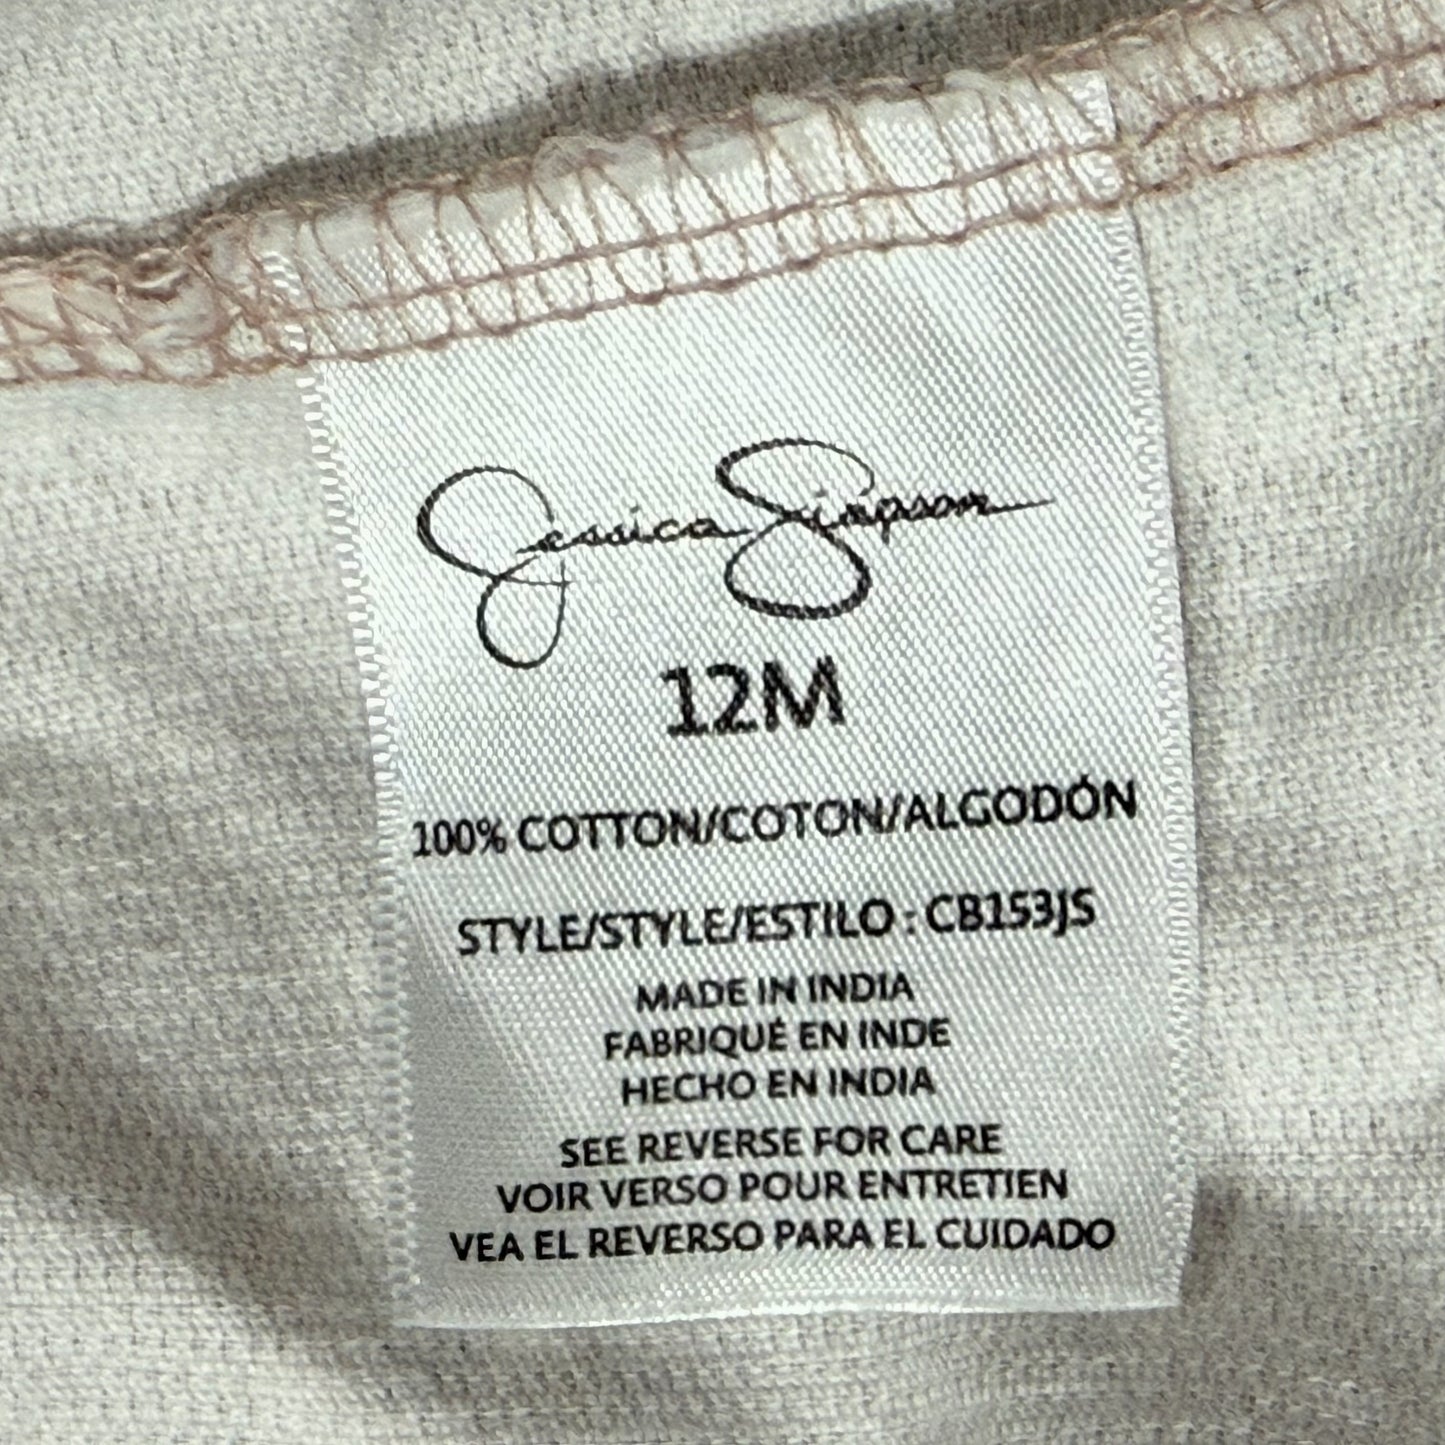 Jessica Simpson
12M
100% COTTON/COTON/ALGODÓN
STYLE/STYLE/ESTILO : CB153JS
MADE IN INDIA
FABRIQUÉ EN INDE
HECHO EN INDIA
SEE REVERSE FOR CARE
VOIR VERSO POUR ENTRETIEN
VEA EL REVERSO PARA EL CUIDADO